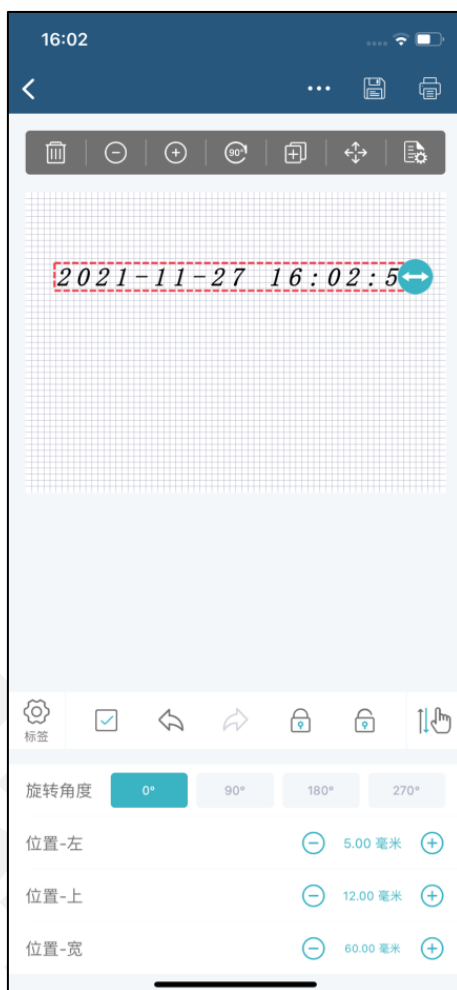 16:02
90°
2021-11-27 16:02:5
标签
旋转角度 0° 90° 180° 270°
位置-左 5.00 毫米
位置-上 12.00 毫米
位置-宽 60.00 毫米